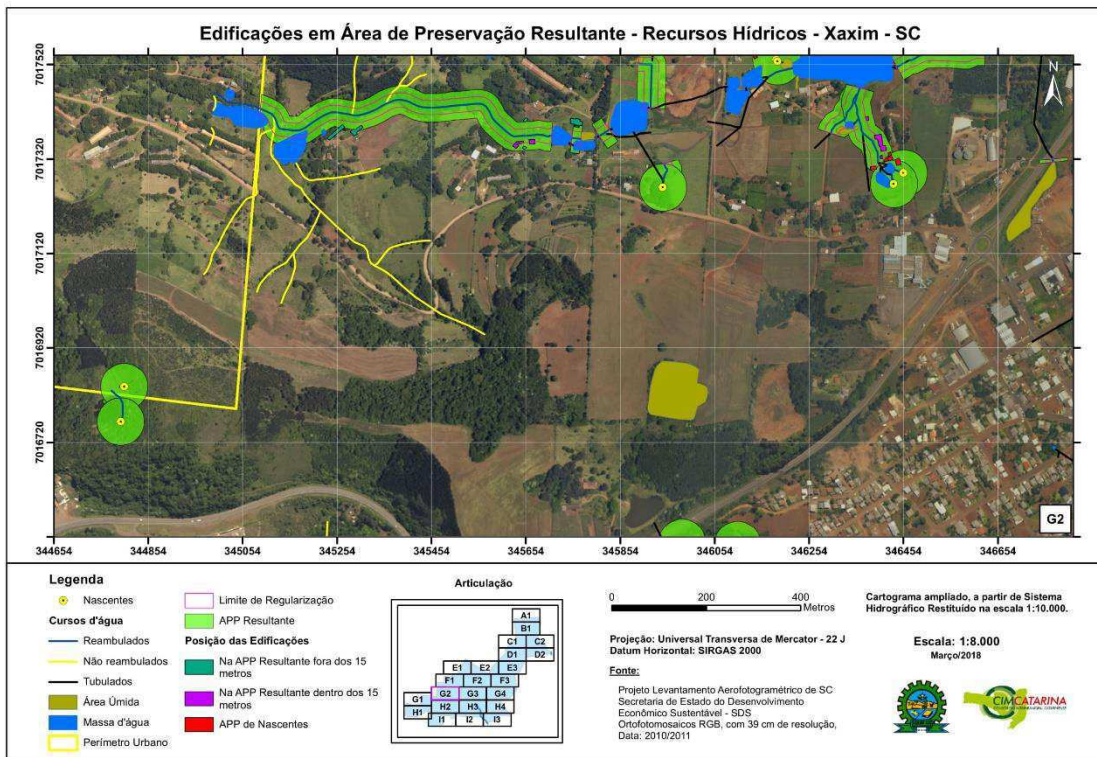 Edificações em Área de Preservação Resultante - Recursos Hídricos - Xaxim - SC
7017520
7017320
7017120
7016920
7016720
N
G2
344654 344854 345054 345254 345454 345654 345854 346054 346254 346454 346654
Legenda
Nascentes
Cursos d'água
Reambulados
Não reambulados
Tubulados
Área Úmida
Massa d'água
Perímetro Urbano
Limite de Regularização
APP Resultante
Posição das Edificações
Na APP Resultante fora dos 15
metros
Na APP Resultante dentro dos 15
metros
APP de Nascentes
Articulação
A1
B1
C1 C2
D1 D2
E1 E2 E3
F1 F2 F3
G1 G2 G3 G4
H1 H2 H3 H4
I1 I2 I3
0 200 400
Metros
Projeção: Universal Transversa de Mercator - 22 J
Datum Horizontal: SIRGAS 2000
Fonte:
Projeto Levantamento Aerofotogramétrico de SC
Secretaria de Estado do Desenvolvimento
Econômico Sustentável - SDS
Ortofotomosaicos RGB, com 39 cm de resolução,
Data: 2010/2011
Cartograma ampliado, a partir de Sistema
Hidrográfico Restituído na escala 1:10.000.
Escala: 1:8.000
Março/2018
CIMCATARINA